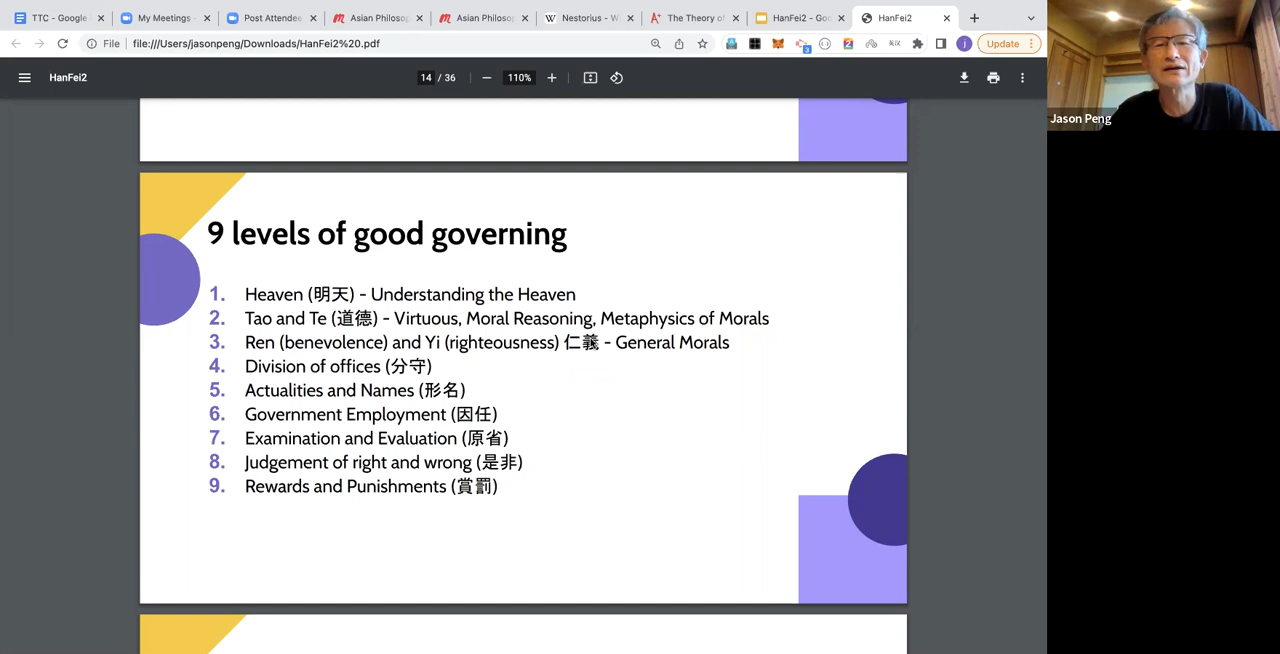 TTC - Google
My Meetings -
Post Attendee
Asian Philosop
Asian Philosop
Nestorius - W
The Theory of
HanFei2 - Goo
HanFei2
File
file:///Users/jasonpeng/Downloads/HanFei2%20.pdf
Update
HanFei2
14 / 36
110%
Jason Peng
9 levels of good governing
1. Heaven (明天) - Understanding the Heaven
2. Tao and Te (道德) - Virtuous, Moral Reasoning, Metaphysics of Morals
3. Ren (benevolence) and Yi (righteousness) 仁義 - General Morals
4. Division of offices (分守)
5. Actualities and Names (形名)
6. Government Employment (因任)
7. Examination and Evaluation (原省)
8. Judgement of right and wrong (是非)
9. Rewards and Punishments (賞罰)